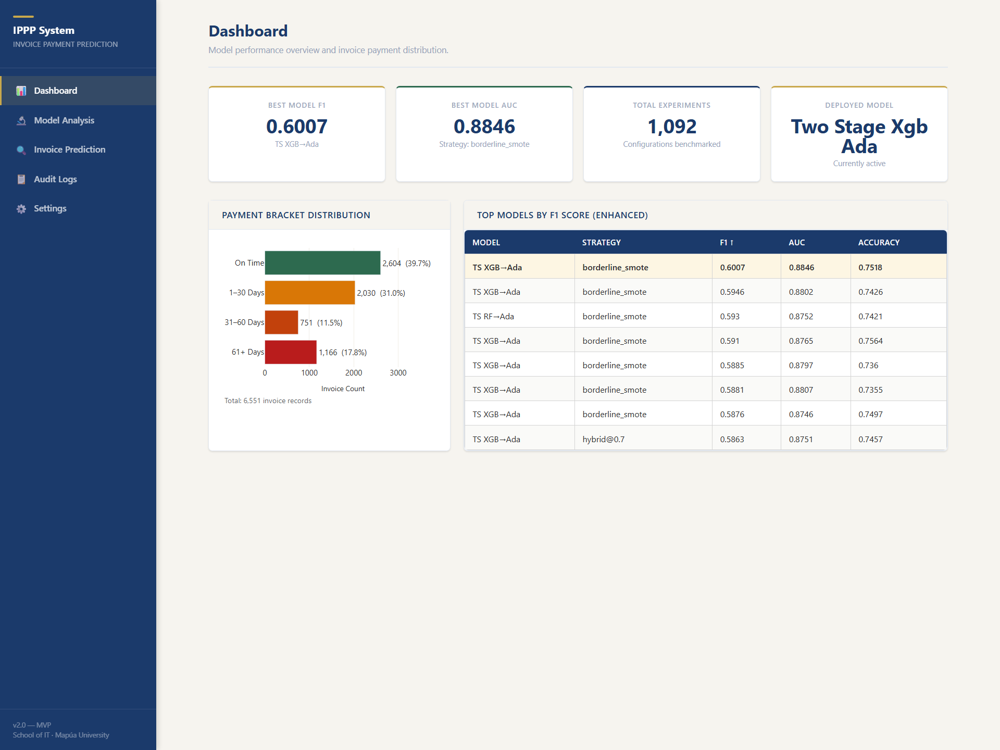 IPPP System
INVOICE PAYMENT PREDICTION
Dashboard
Model Analysis
Invoice Prediction
Audit Logs
Settings
v2.0 — MVP
School of IT · Mapúa University
Dashboard
Model performance overview and invoice payment distribution.
BEST MODEL F1
0.6007
TS XGB→Ada
BEST MODEL AUC
0.8846
Strategy: borderline_smote
TOTAL EXPERIMENTS
1,092
Configurations benchmarked
DEPLOYED MODEL
Two Stage Xgb
Ada
Currently active
PAYMENT BRACKET DISTRIBUTION
On Time 2,604 (39.7%)
1–30 Days 2,030 (31.0%)
31–60 Days 751 (11.5%)
61+ Days 1,166 (17.8%)
0 1000 2000 3000
Invoice Count
Total: 6,551 invoice records
TOP MODELS BY F1 SCORE (ENHANCED)
MODEL STRATEGY F1 ↑ AUC ACCURACY
TS XGB→Ada borderline_smote 0.6007 0.8846 0.7518
TS XGB→Ada borderline_smote 0.5946 0.8802 0.7426
TS RF→Ada borderline_smote 0.593 0.8752 0.7421
TS XGB→Ada borderline_smote 0.591 0.8765 0.7564
TS XGB→Ada borderline_smote 0.5885 0.8797 0.736
TS XGB→Ada borderline_smote 0.5881 0.8807 0.7355
TS XGB→Ada borderline_smote 0.5876 0.8746 0.7497
TS XGB→Ada hybrid@0.7 0.5863 0.8751 0.7457